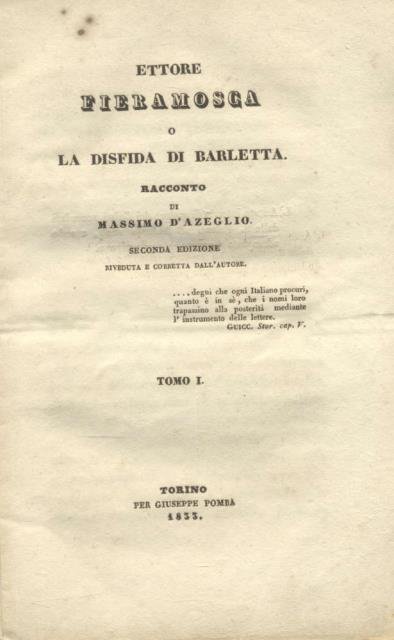 ETTORE
FIERAMOSCA
O
LA DISFIDA DI BARLETTA.
RACCONTO
DI
MASSIMO D'AZEGLIO.
SECONDA EDIZIONE
RIVEDUTA E CORRETTA DALL'AUTORE.
....degni che ogni Italiano procuri,
quanto è in sè, che i nomi loro
trapassino alla posteriti mediante
l'instrumento delle lettere.
GUICC. Stor. cap. V.
TOMO I.
TORINO
PER GIUSEPPE POMBA
1833.